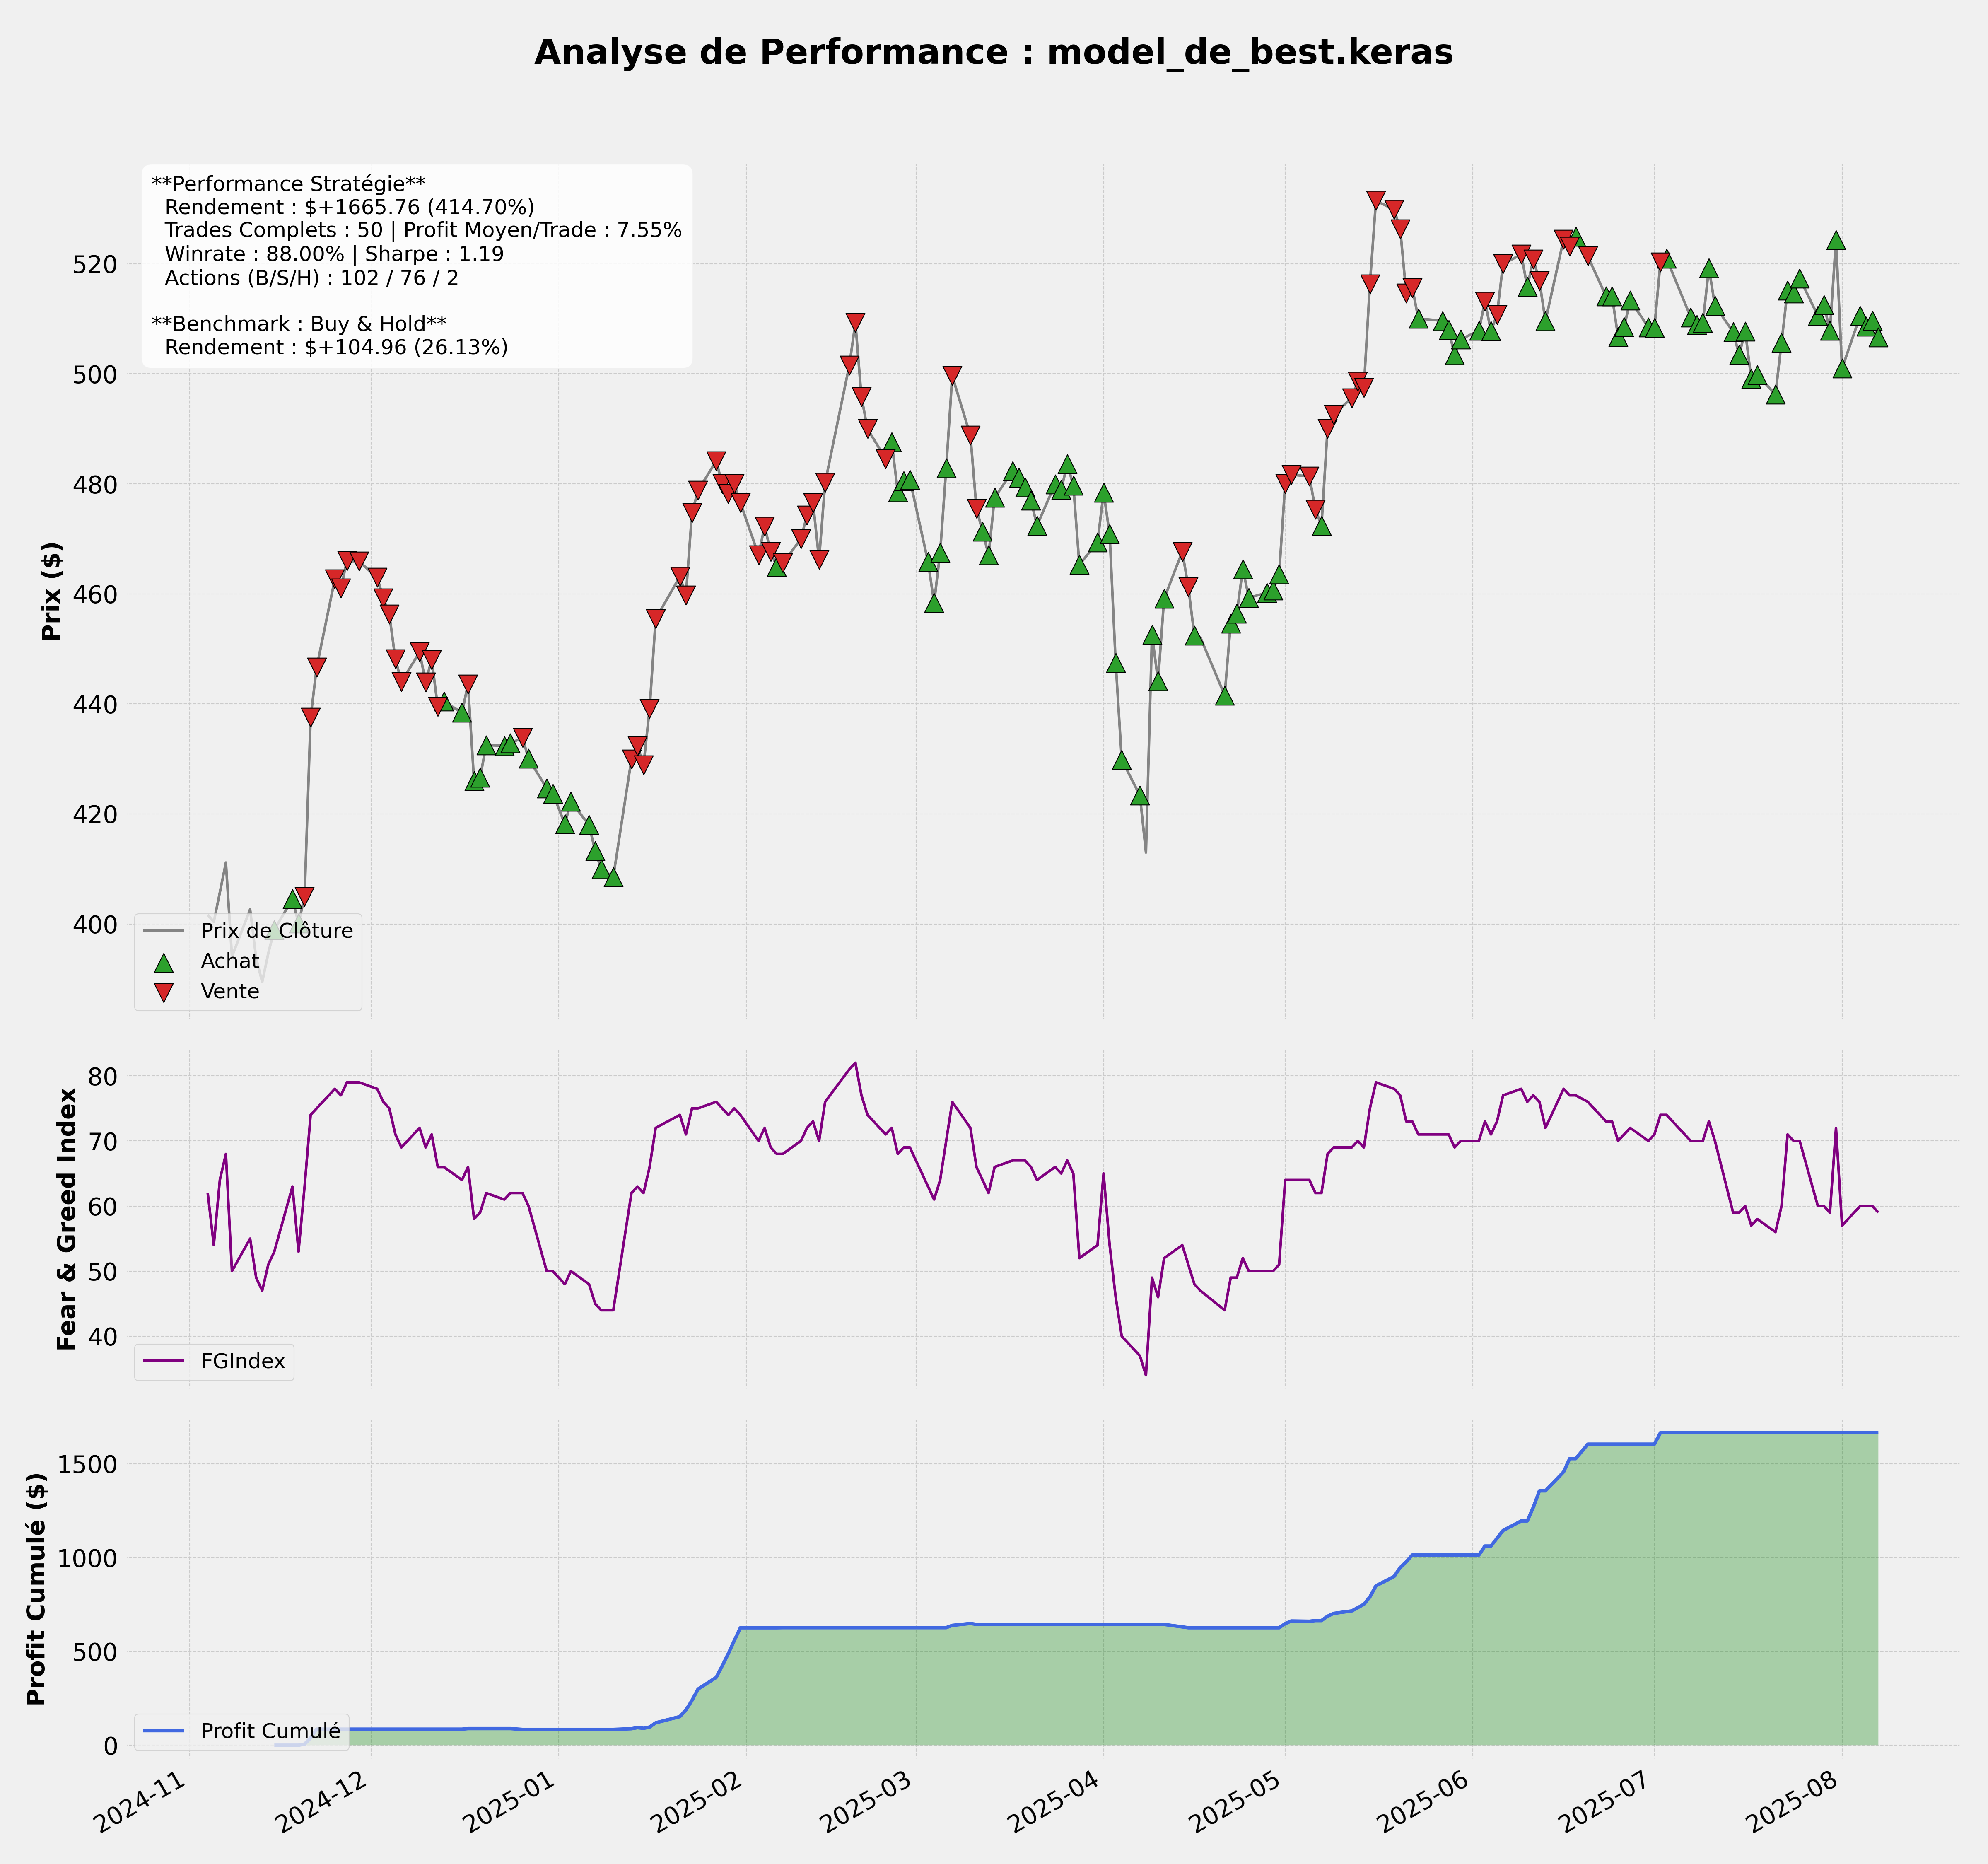 Analyse de Performance : model_de_best.keras
**Performance Stratégie**
Rendement : $+1665.76 (414.70%)
Trades Complets : 50 | Profit Moyen/Trade : 7.55%
Winrate : 88.00% | Sharpe : 1.19
Actions (B/S/H) : 102 / 76 / 2
**Benchmark : Buy & Hold**
Rendement : $+104.96 (26.13%)
Prix ($)
520
500
480
460
440
420
400
Prix de Clôture
Achat
Vente
Fear & Greed Index
80
70
60
50
40
FGIndex
Profit Cumulé ($)
1500
1000
500
0
Profit Cumulé
2024-11
2024-12
2025-01
2025-02
2025-03
2025-04
2025-05
2025-06
2025-07
2025-08